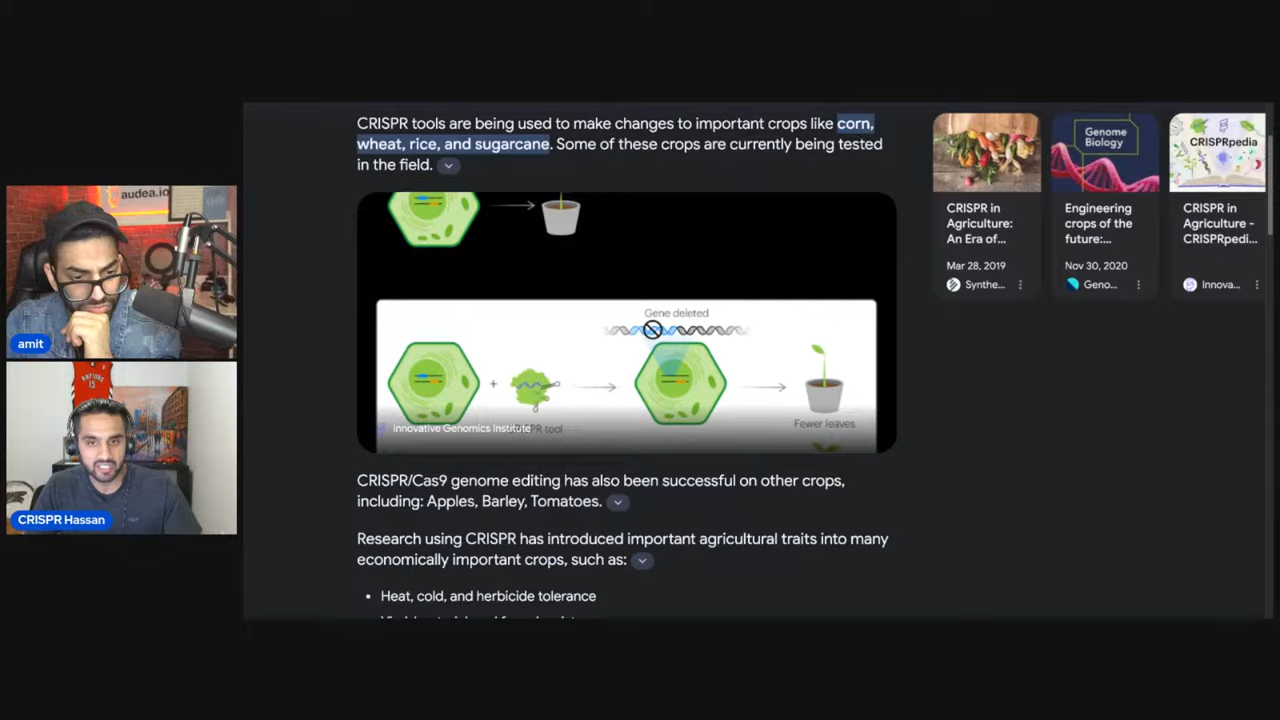 CRISPR tools are being used to make changes to important crops like corn,
wheat, rice, and sugarcane. Some of these crops are currently being tested
in the field.
Gene deleted
+
Innovative Genomics Institute
PR tool
Fewer leaves
CRISPR/Cas9 genome editing has also been successful on other crops,
including: Apples, Barley, Tomatoes.
Research using CRISPR has introduced important agricultural traits into many
economically important crops, such as:
• Heat, cold, and herbicide tolerance
Genome
Biology
CRISPRpedia
CRISPR in
Agriculture:
An Era of...
Mar 28, 2019
Synthe...
Engineering
crops of the
future:...
Nov 30, 2020
Geno...
CRISPR in
Agriculture -
CRISPRpedi...
Innova...
audea.io
amit
RAPTORS
15
CRISPR Hassan